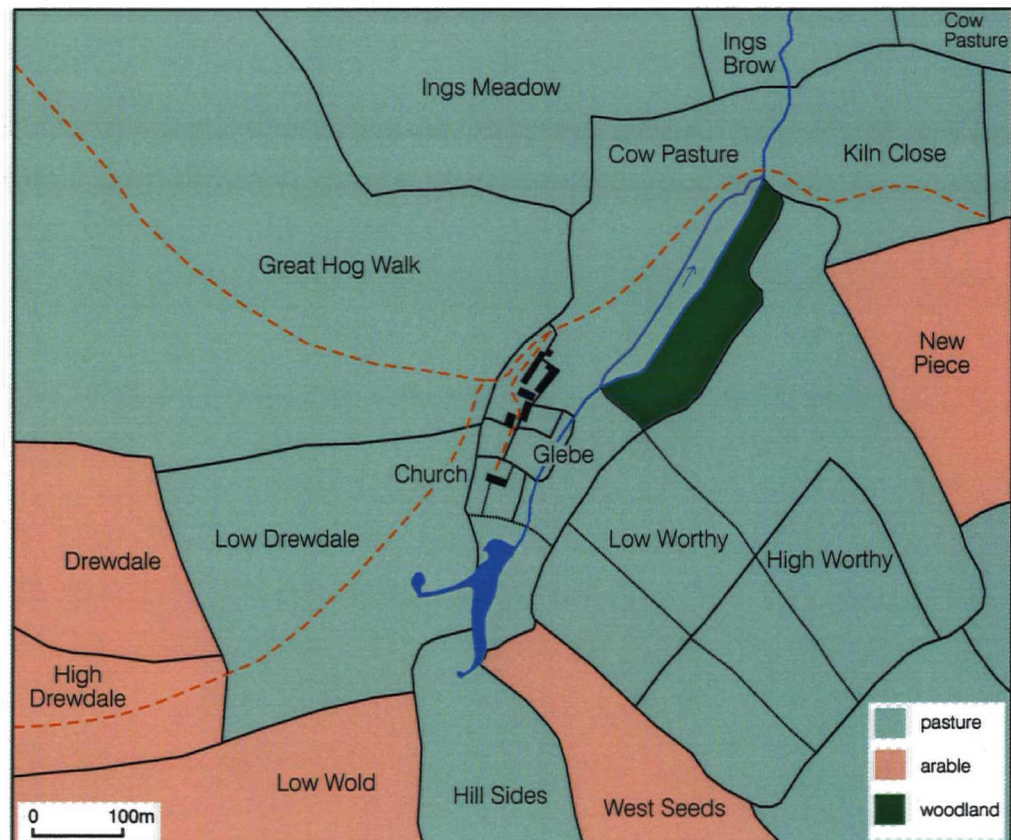 Cow
Pasture
Ings
Brow
Ings Meadow
Cow Pasture
Kiln Close
Great Hog Walk
New
Piece
Church
Glebe
Low Drewdale
Low Worthy
High Worthy
Drewdale
High
Drewdale
Low Wold
Hill Sides
West Seeds
pasture
arable
woodland
0 100m